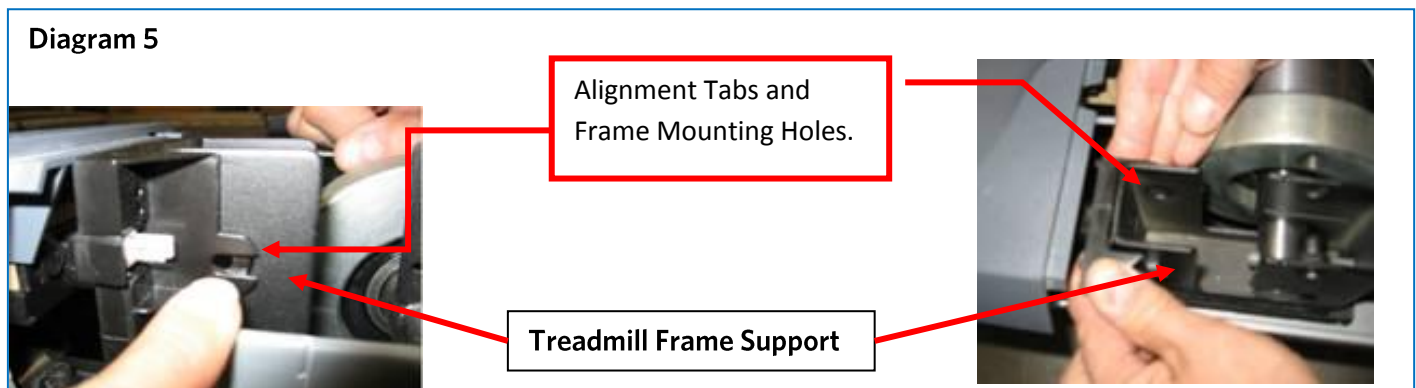 Diagram 5
Alignment Tabs and
Frame Mounting Holes.
Treadmill Frame Support